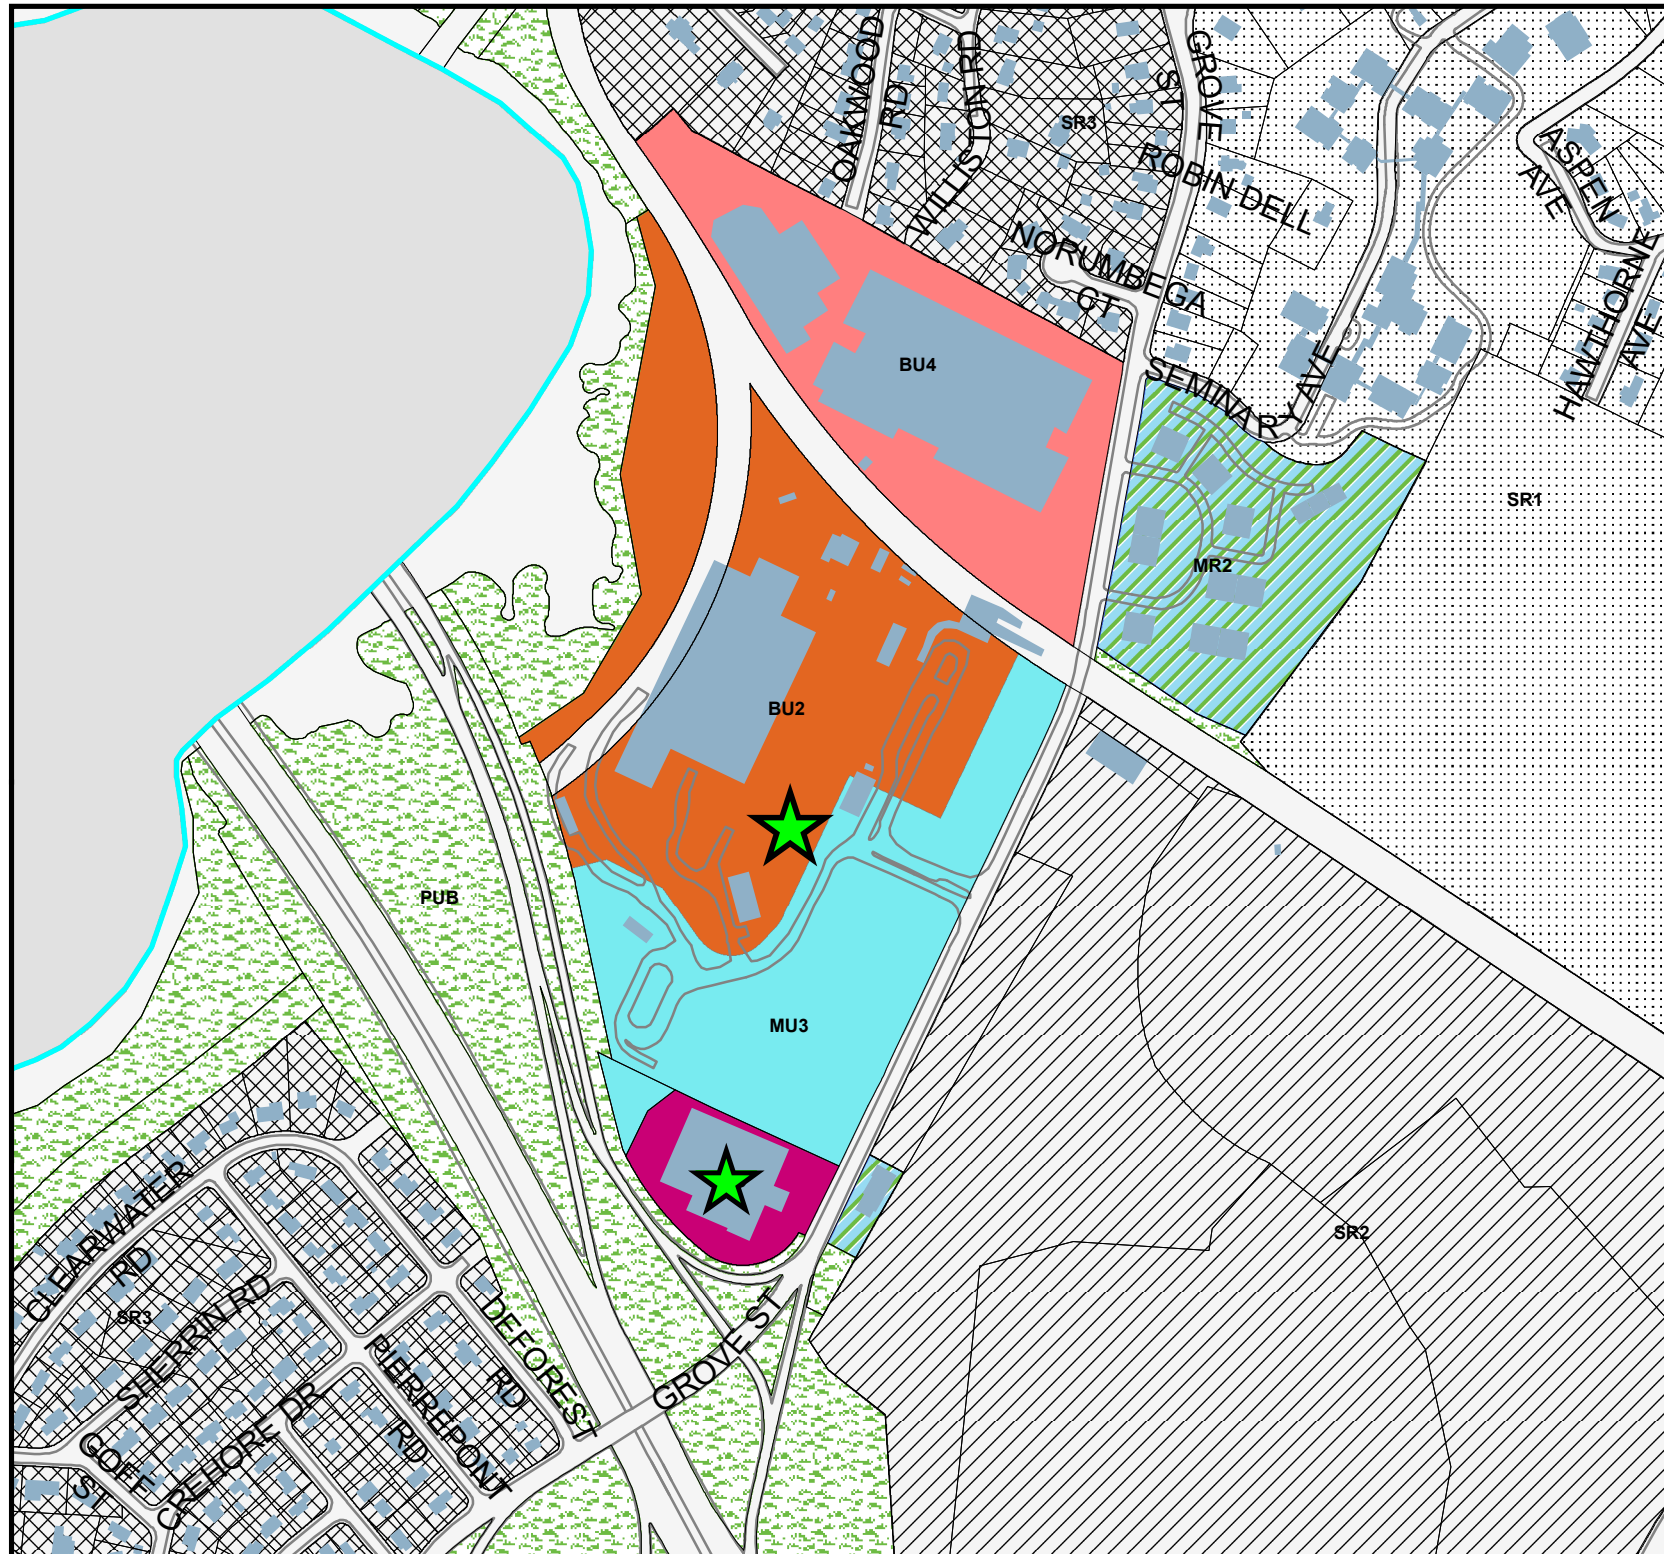 OAKWOOD
RD
WILLISTON RD
SR3
GROVE
ST
ROBIN DELL
ASPEN
AVE
NORUMBEGA
CT
HAWTHORNE
AVE
SEMINARY AVE
BU4
SR1
MR2
BU2
PUB
MU3
CLEARWATER
RD
SR3
SHERRIN RD
DEFOREST
RD
PIERREPONT
RD
CREHORE DR
GOFF
ST
GROVE ST
SR2